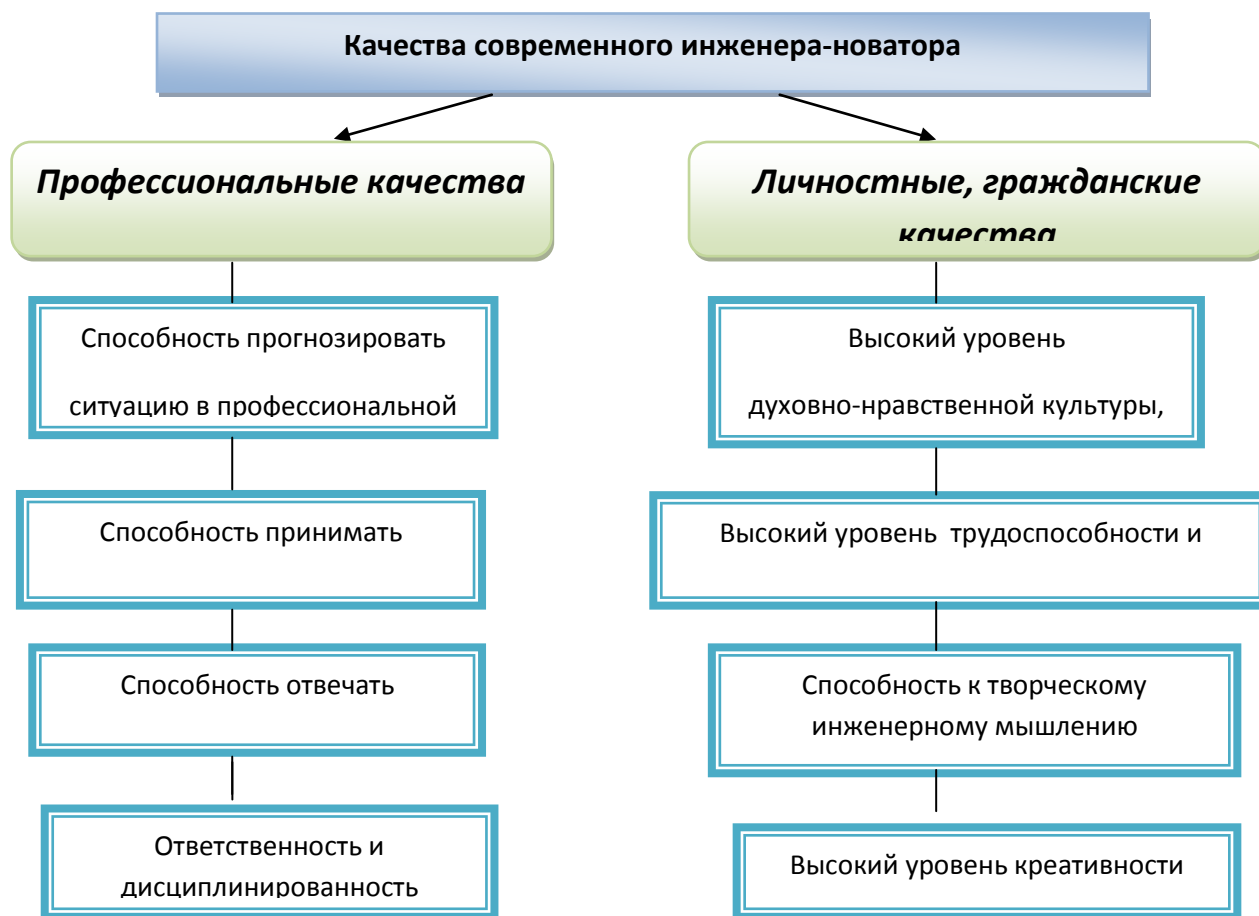 Качества современного инженера-новатора
Профессиональные качества
Личностные, гражданские
качества
Способность прогнозировать
ситуацию в профессиональной
Высокий уровень
духовно-нравственной культуры,
Способность принимать
Высокий уровень трудоспособности и
Способность отвечать
Способность к творческому
инженерному мышлению
Ответственность и
дисциплинированность
Высокий уровень креативности